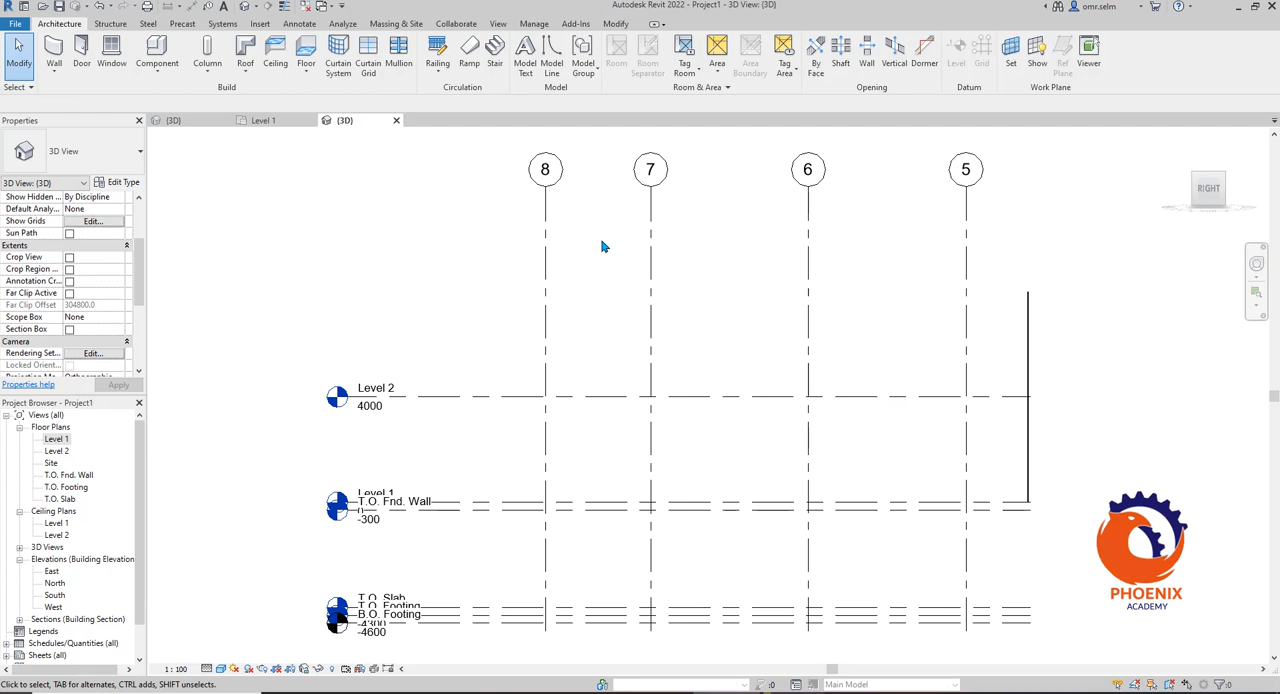 Autodesk Revit 2022 - Project1 - 3D View: {3D}
omr.selm
File Architecture Structure Steel Precast Systems Insert Annotate Analyze Massing & Site Collaborate View Manage Add-Ins Modify
Modify Wall Door Window Component Column Roof Ceiling Floor Curtain System Curtain Grid Mullion Railing Ramp Stair Model Text Model Line Model Group Room Room Separator Tag Room Area Area Boundary Tag Area By Face Shaft Wall Vertical Dormer Level Grid Set Show Ref Plane Viewer
Select Build Circulation Model Room & Area Opening Datum Work Plane
Properties
{3D} Level 1 {3D}
3D View
3D View: {3D} Edit Type
Show Hidden ... By Discipline
Default Analy... None
Show Grids Edit...
Sun Path
Extents
Crop View
Crop Region ...
Annotation Cr...
Far Clip Active
Far Clip Offset 304800.0
Scope Box None
Section Box
Camera
Rendering Set... Edit...
Locked Orient...
Properties help Apply
Project Browser - Project1
Views (all)
Floor Plans
Level 1
Level 2
Site
T.O. Fnd. Wall
T.O. Footing
T.O. Slab
Ceiling Plans
Level 1
Level 2
3D Views
Elevations (Building Elevation)
East
North
South
West
Sections (Building Section)
Legends
Schedules/Quantities (all)
Sheets (all)
8 7 6 5
RIGHT
Level 2
4000
Level 1
T.O. Fnd. Wall
0
-300
T.O. Slab
T.O. Footing
B.O. Footing
-4300
-4600
PHOENIX
ACADEMY
1 : 100
Click to select, TAB for alternates, CTRL adds, SHIFT unselects.
:0 Main Model :0